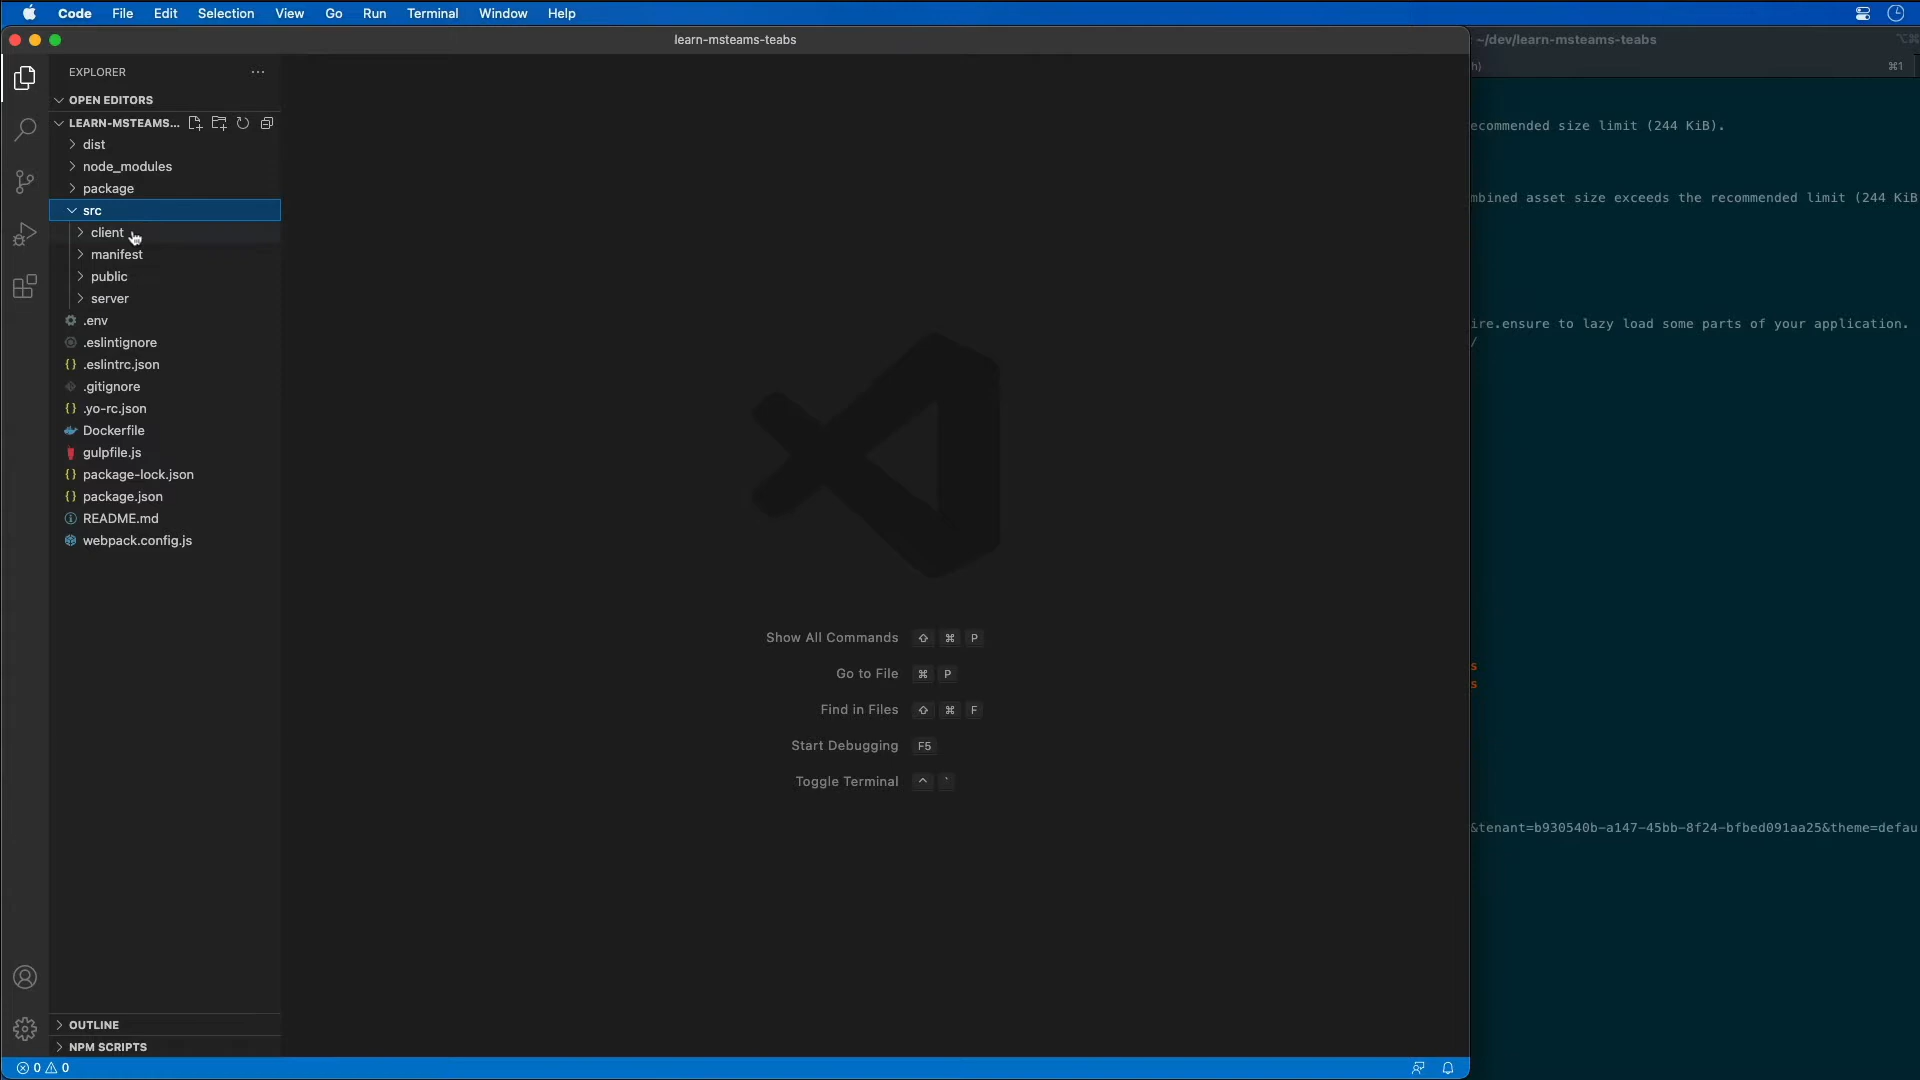 Code File Edit Selection View Go Run Terminal Window Help
learn-msteams-teabs
~/dev/learn-msteams-teabs
⌥⌘
h)
⌘1
EXPLORER
OPEN EDITORS
LEARN-MSTEAMS...
dist
node_modules
package
src
client
manifest
public
server
.env
.eslintignore
.eslintrc.json
.gitignore
.yo-rc.json
Dockerfile
gulpfile.js
package-lock.json
package.json
README.md
webpack.config.js
OUTLINE
NPM SCRIPTS
Show All Commands ⇧ ⌘ P
Go to File ⌘ P
Find in Files ⇧ ⌘ F
Start Debugging F5
Toggle Terminal ^ `
ecommended size limit (244 KiB).
mbined asset size exceeds the recommended limit (244 KiB
ire.ensure to lazy load some parts of your application.
/
s
s
&tenant=b930540b-a147-45bb-8f24-bfbed091aa25&theme=defau
0 0